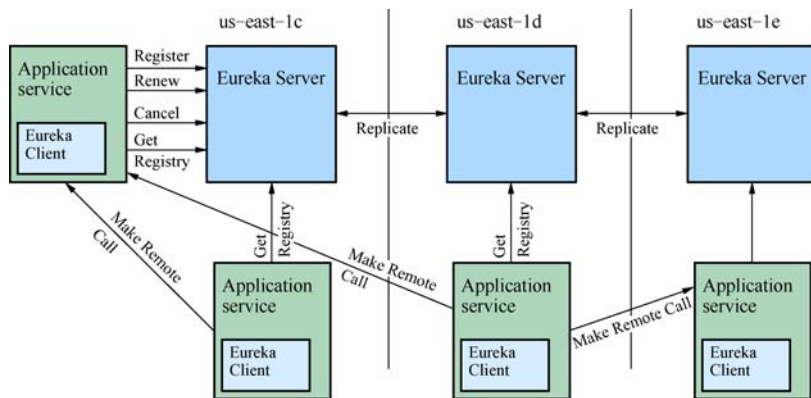 us-east-1c
us-east-1d
us-east-1e
Application
service
Eureka
Client
Register
Renew
Cancel
Get
Registry
Eureka Server
Replicate
Eureka Server
Replicate
Eureka Server
Make Remote
Call
Get
Registry
Make Remote
Call
Get
Registry
Make Remote Call
Application
service
Eureka
Client
Application
service
Eureka
Client
Application
service
Eureka
Client